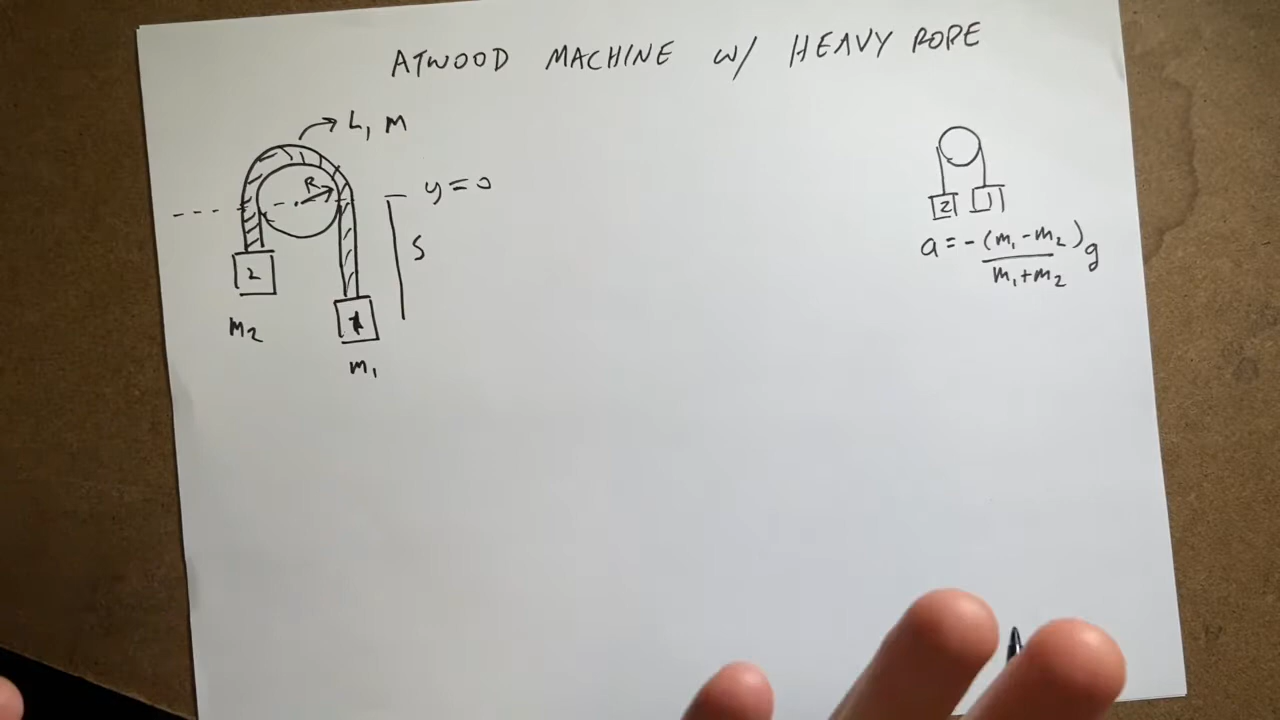 ATWOOD MACHINE w/ HEAVY ROPE
L, M
R
y = 0
S
2
m₂
1
m₁
2 1
a = - (m₁ - m₂) g
m₁ + m₂